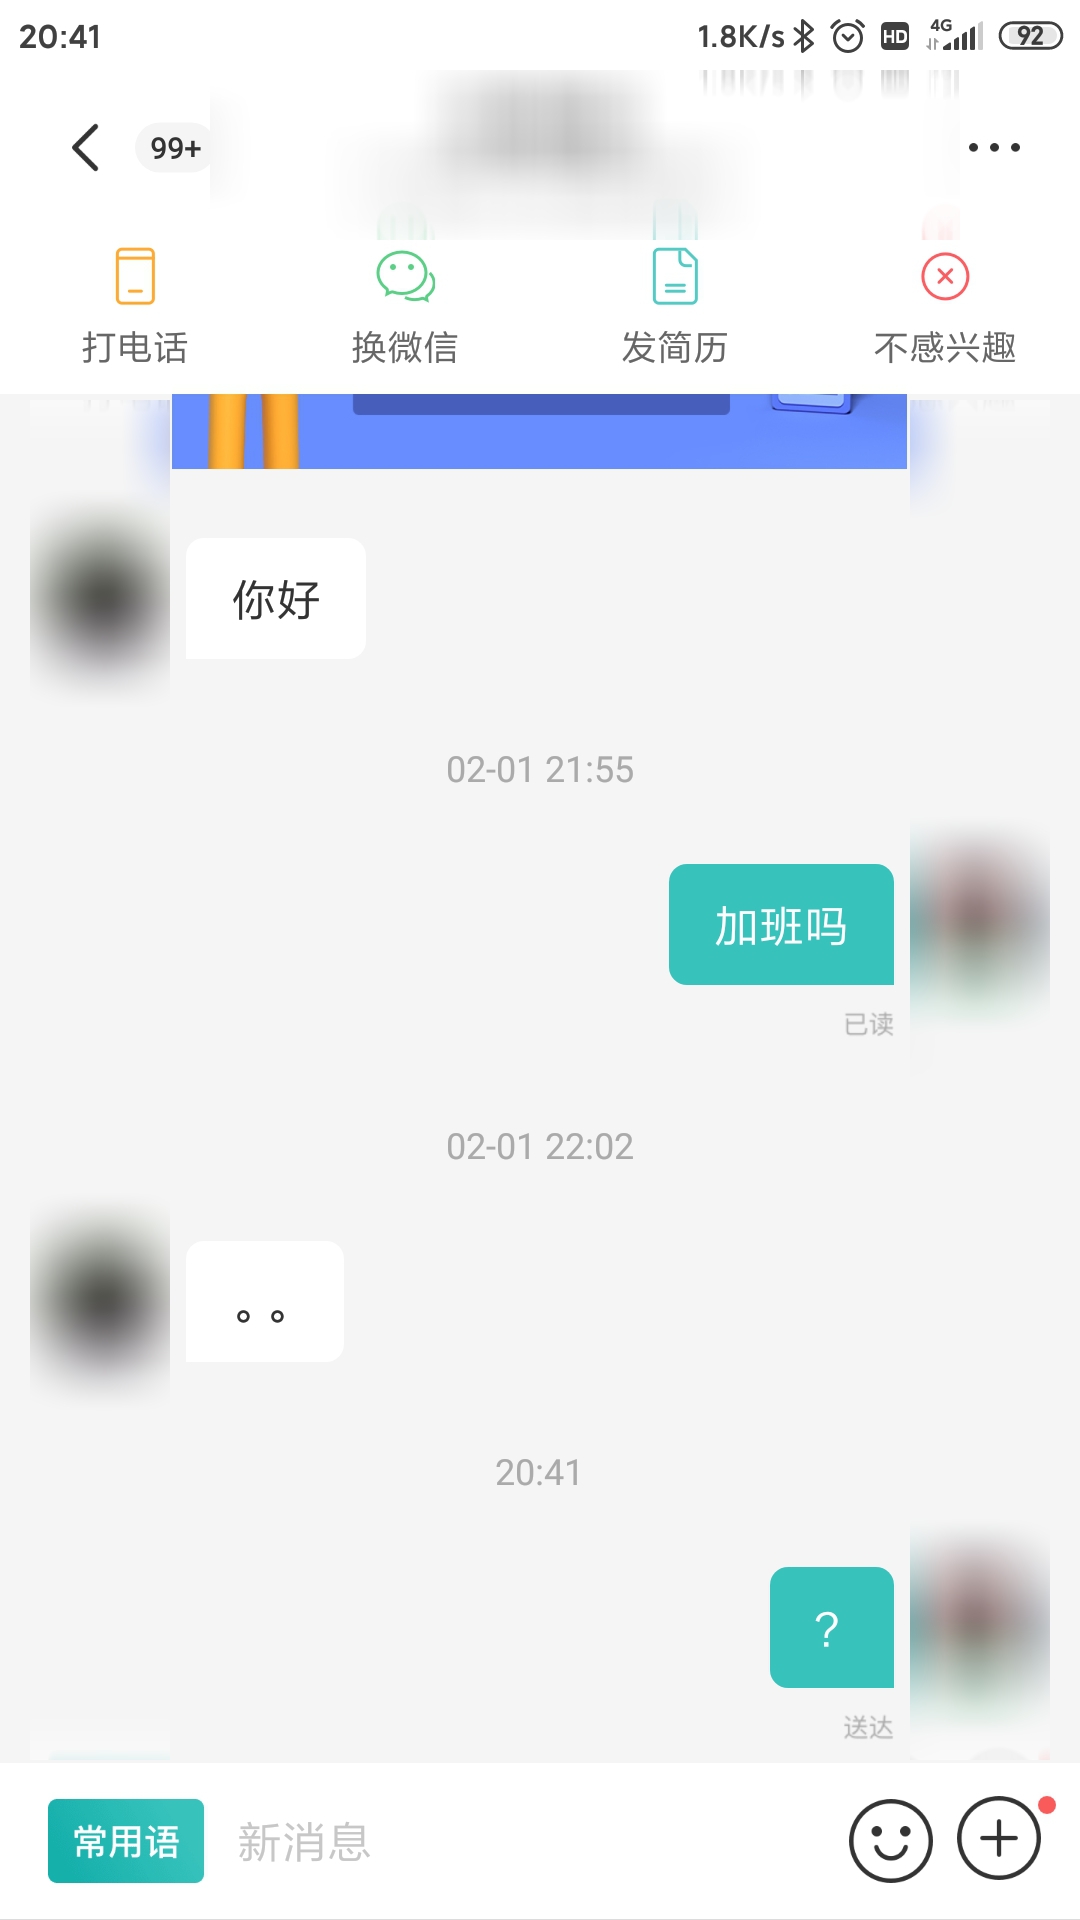 20:41
1.8K/s HD 4G 92
99+
打电话 换微信 发简历 不感兴趣
你好
02-01 21:55
加班吗
已读
02-01 22:02
。。
20:41
？
送达
常用语 新消息